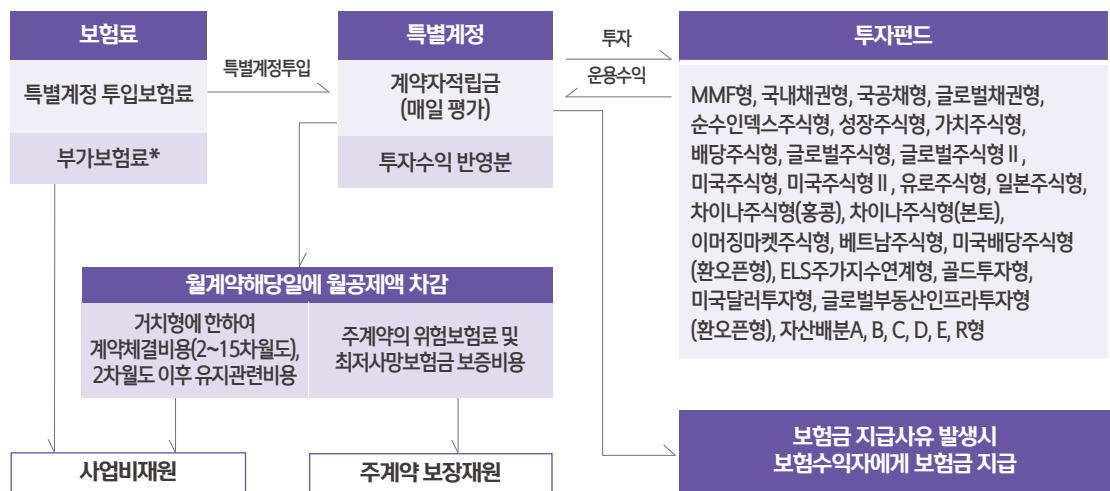 보험료
특별계정 투입보험료
부가보험료*
특별계정투입
특별계정
계약자적립금
(매일 평가)
투자수익 반영분
투자
운용수익
투자펀드
MMF형, 국내채권형, 국공채형, 글로벌채권형,
순수인덱스주식형, 성장주식형, 가치주식형,
배당주식형, 글로벌주식형, 글로벌주식형Ⅱ,
미국주식형, 미국주식형Ⅱ, 유로주식형, 일본주식형,
차이나주식형(홍콩), 차이나주식형(본토),
이머징마켓주식형, 베트남주식형, 미국배당주식형
(환오픈형), ELS주가지수연계형, 골드투자형,
미국달러투자형, 글로벌부동산인프라투자형
(환오픈형), 자산배분A, B, C, D, E, R형
월계약해당일에 월공제액 차감
거치형에 한하여
계약체결비용(2~15차월도),
2차월도 이후 유지관련비용
주계약의 위험보험료 및
최저사망보험금 보증비용
사업비재원
주계약 보장재원
보험금 지급사유 발생시
보험수익자에게 보험금 지급